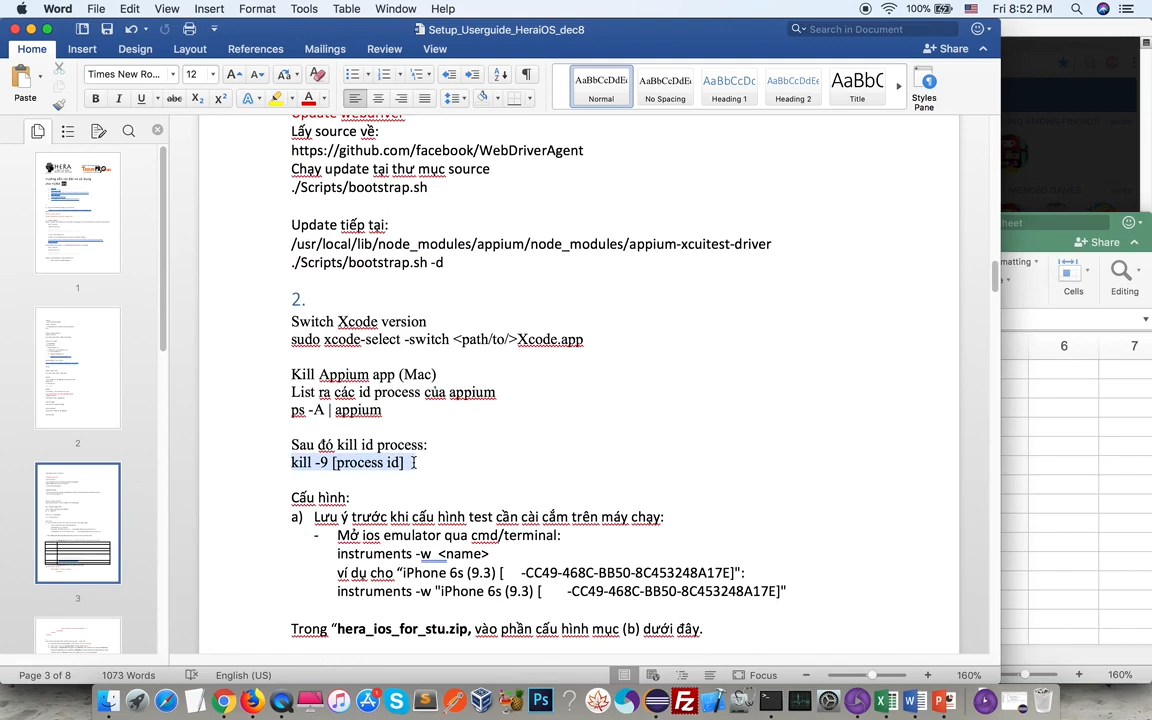 Word File Edit View Insert Format Tools Table Window Help
100% Fri 8:52 PM
Setup_Userguide_HeraiOS_dec8
Search in Document
Home Insert Design Layout References Mailings Review View
Share
Paste
Times New Ro... 12
AaBbCcDdEe AaBbCcDdEe AaBbCcDc AaBbCcDdEe AaBbC
Normal No Spacing Heading 1 Heading 2 Title
Styles Pane
Update webdriver
Lấy source về:
https://github.com/facebook/WebDriverAgent
Chạy update tại thư mục source
./Scripts/bootstrap.sh
Update tiếp tại:
/usr/local/lib/node_modules/appium/node_modules/appium-xcuitest-driver
./Scripts/bootstrap.sh -d
2.
Switch Xcode version
sudo xcode-select -switch <path/to/>Xcode.app
Kill Appium app (Mac)
List ra các id process của appium
ps -A | appium
Sau đó kill id process:
kill -9 [process id]
Cấu hình:
a) Lưu ý trước khi cấu hình test cần cài cắm trên máy chạy:
- Mở ios emulator qua cmd/terminal:
instruments -w <name>
ví dụ cho “iPhone 6s (9.3) [ -CC49-468C-BB50-8C453248A17E]":
instruments -w "iPhone 6s (9.3) [ -CC49-468C-BB50-8C453248A17E]"
Trong “hera_ios_for_stu.zip, vào phần cấu hình mục (b) dưới đây.
1
2
3
Page 3 of 8 1073 Words English (US)
Focus
160%
Share
Cells
Editing
6 7
160%